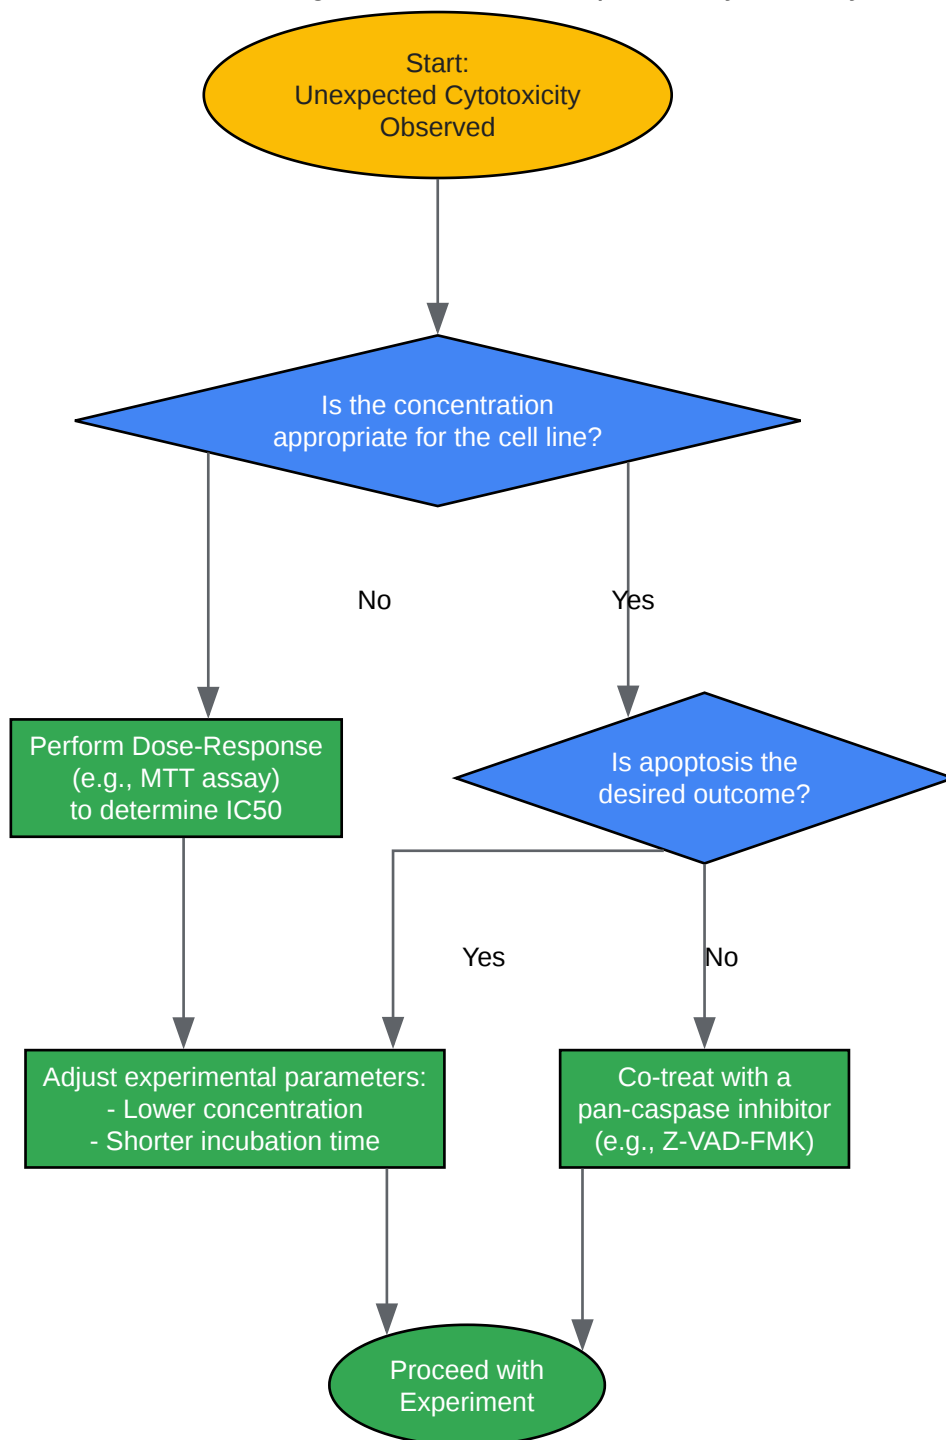 Start:
Unexpected Cytotoxicity
Observed
Is the concentration
appropriate for the cell line?
No
Yes
Perform Dose-Response
(e.g., MTT assay)
to determine IC50
Is apoptosis the
desired outcome?
Yes
No
Adjust experimental parameters:
- Lower concentration
- Shorter incubation time
Co-treat with a
pan-caspase inhibitor
(e.g., Z-VAD-FMK)
Proceed with
Experiment